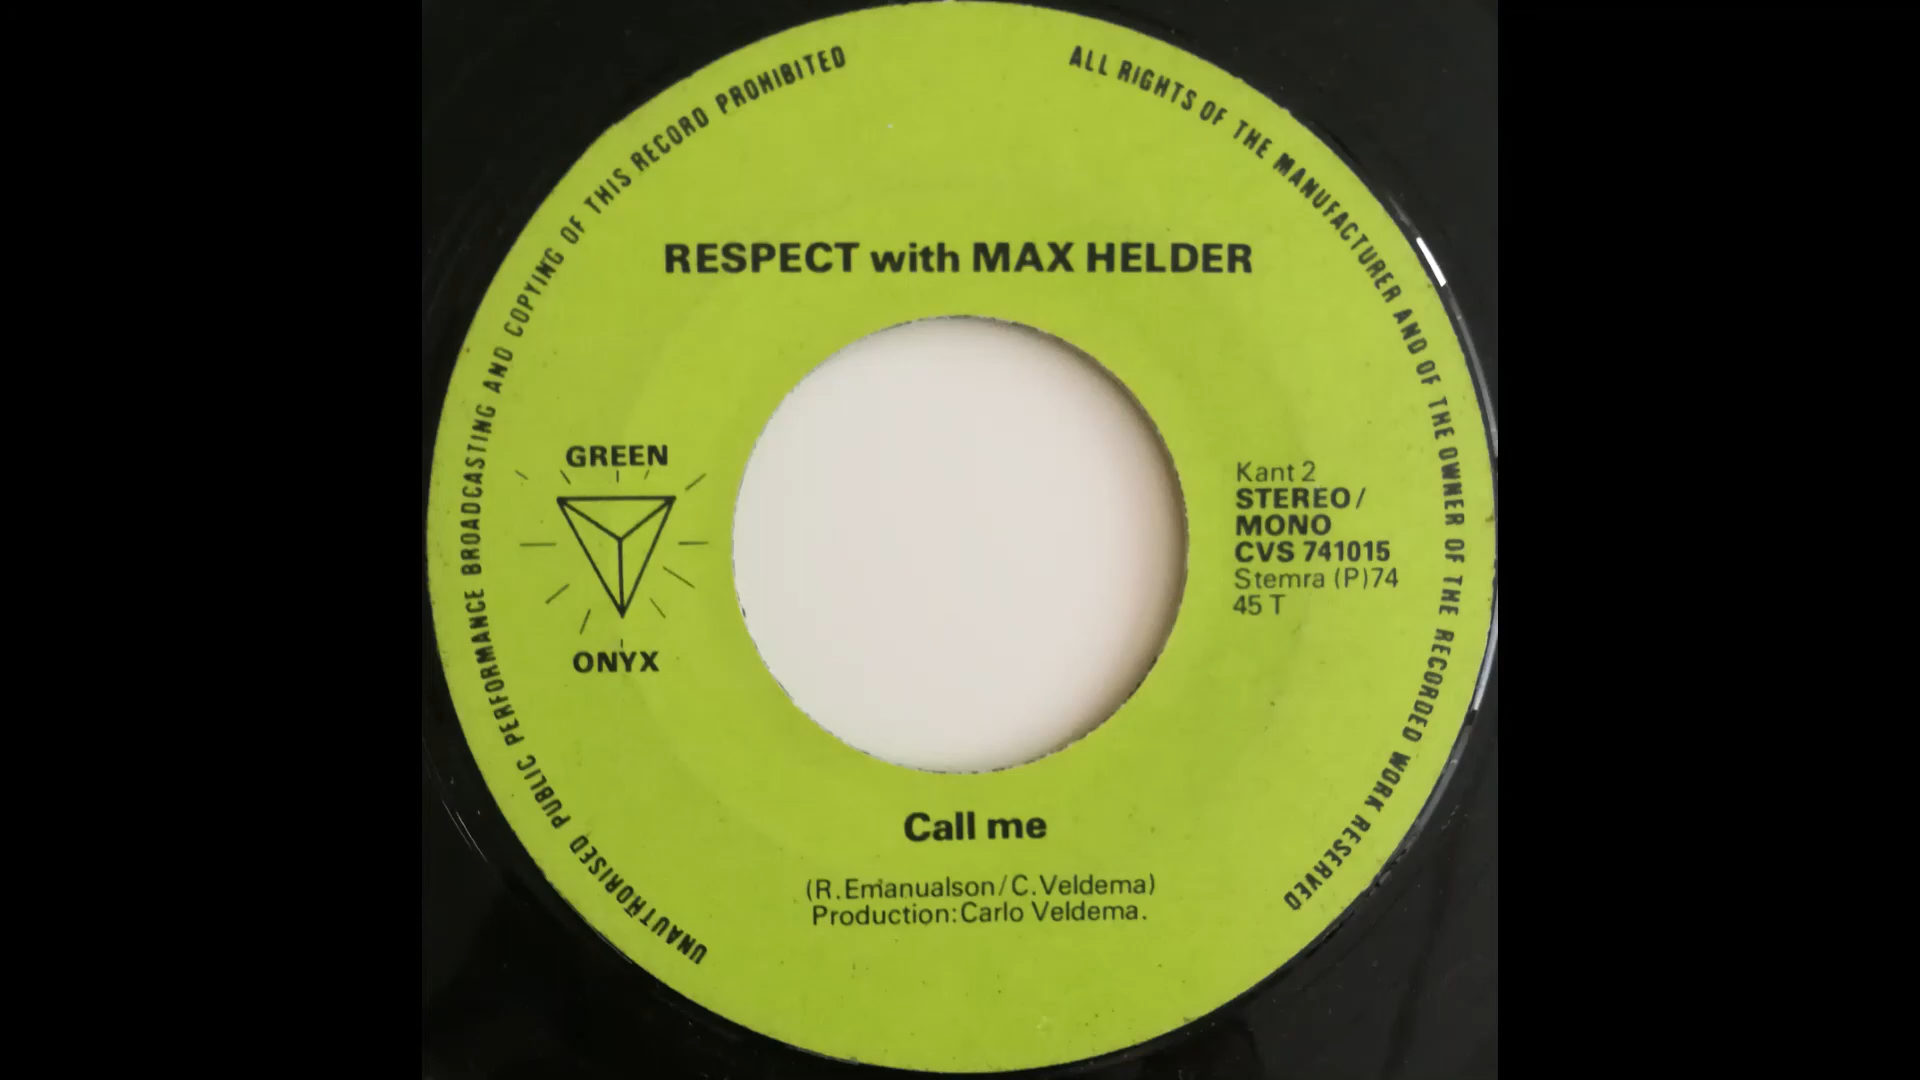 UNAUTHORISED PUBLIC PERFORMANCE BROADCASTING AND COPYING OF THIS RECORD PROHIBITED
ALL RIGHTS OF THE MANUFACTURER AND OF THE OWNER OF THE RECORDED WORK RESERVED
RESPECT with MAX HELDER
GREEN
ONYX
Kant 2
STEREO/
MONO
CVS 741015
Stemra (P)74
45 T
Call me
(R.Emanualson/C.Veldema)
Production:Carlo Veldema.